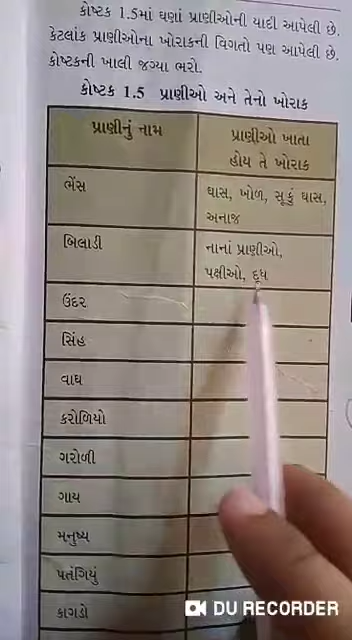 કોષ્ટક 1.5માં ઘણાં પ્રાણીઓની યાદી આપેલી છે.
કેટલાંક પ્રાણીઓના ખોરાકની વિગતો પણ આપેલી છે.
કોષ્ટકની ખાલી જગ્યા ભરો.
કોષ્ટક 1.5 પ્રાણીઓ અને તેનો ખોરાક
પ્રાણીનું નામ
પ્રાણીઓ ખાતા
હોય તે ખોરાક
ભેંસ
ઘાસ, ખોળ, સૂકું ઘાસ,
અનાજ
બિલાડી
નાનાં પ્રાણીઓ,
પક્ષીઓ, દૂધ
ઉંદર
સિંહ
વાઘ
કરોળિયો
ગરોળી
ગાય
મનુષ્ય
પતંગિયું
કાગડો
DU RECORDER